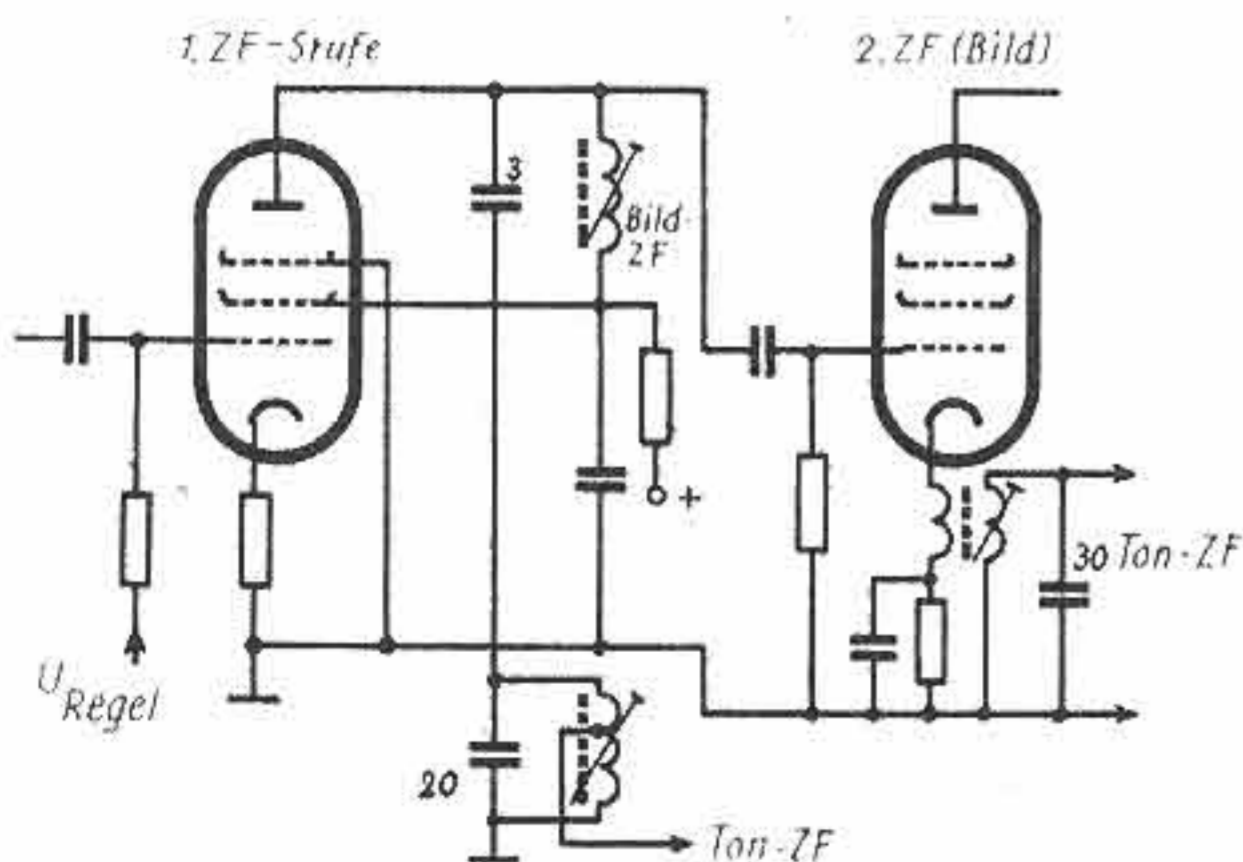 1. ZF-Stufe
2. ZF (Bild)
3
Bild-
ZF
+
30 Ton-ZF
U Regel
20
Ton-ZF